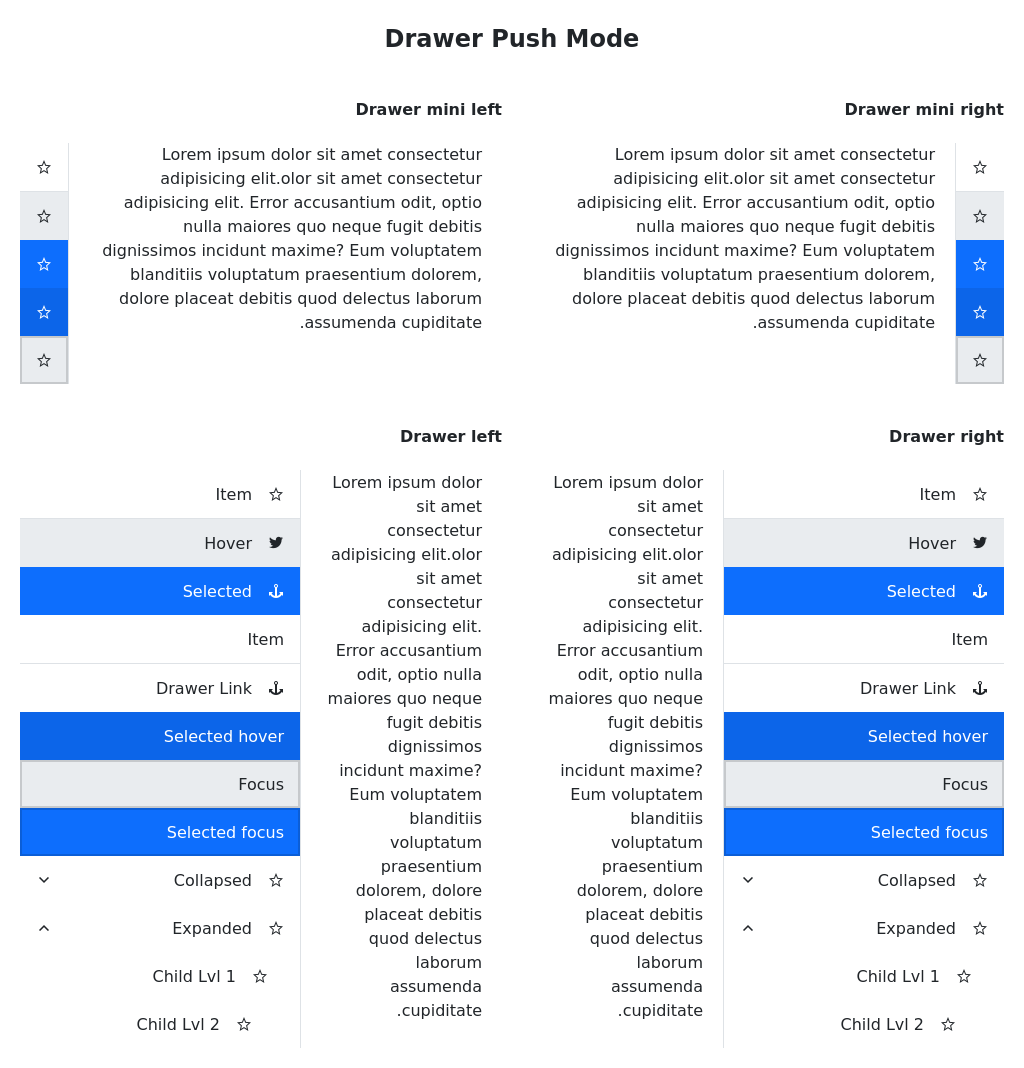 Drawer Push Mode
Drawer mini left
Lorem ipsum dolor sit amet consectetur
adipisicing elit.olor sit amet consectetur
adipisicing elit. Error accusantium odit, optio
nulla maiores quo neque fugit debitis
dignissimos incidunt maxime? Eum voluptatem
blanditiis voluptatum praesentium dolorem,
dolore placeat debitis quod delectus laborum
.assumenda cupiditate
Drawer mini right
Lorem ipsum dolor sit amet consectetur
adipisicing elit.olor sit amet consectetur
adipisicing elit. Error accusantium odit, optio
nulla maiores quo neque fugit debitis
dignissimos incidunt maxime? Eum voluptatem
blanditiis voluptatum praesentium dolorem,
dolore placeat debitis quod delectus laborum
.assumenda cupiditate
Drawer left
Item
Hover
Selected
Item
Drawer Link
Selected hover
Focus
Selected focus
Collapsed
Expanded
Child Lvl 1
Child Lvl 2
Lorem ipsum dolor
sit amet
consectetur
adipisicing elit.olor
sit amet
consectetur
adipisicing elit.
Error accusantium
odit, optio nulla
maiores quo neque
fugit debitis
dignissimos
incidunt maxime?
Eum voluptatem
blanditiis
voluptatum
praesentium
dolorem, dolore
placeat debitis
quod delectus
laborum
assumenda
.cupiditate
Drawer right
Lorem ipsum dolor
sit amet
consectetur
adipisicing elit.olor
sit amet
consectetur
adipisicing elit.
Error accusantium
odit, optio nulla
maiores quo neque
fugit debitis
dignissimos
incidunt maxime?
Eum voluptatem
blanditiis
voluptatum
praesentium
dolorem, dolore
placeat debitis
quod delectus
laborum
assumenda
.cupiditate
Item
Hover
Selected
Item
Drawer Link
Selected hover
Focus
Selected focus
Collapsed
Expanded
Child Lvl 1
Child Lvl 2